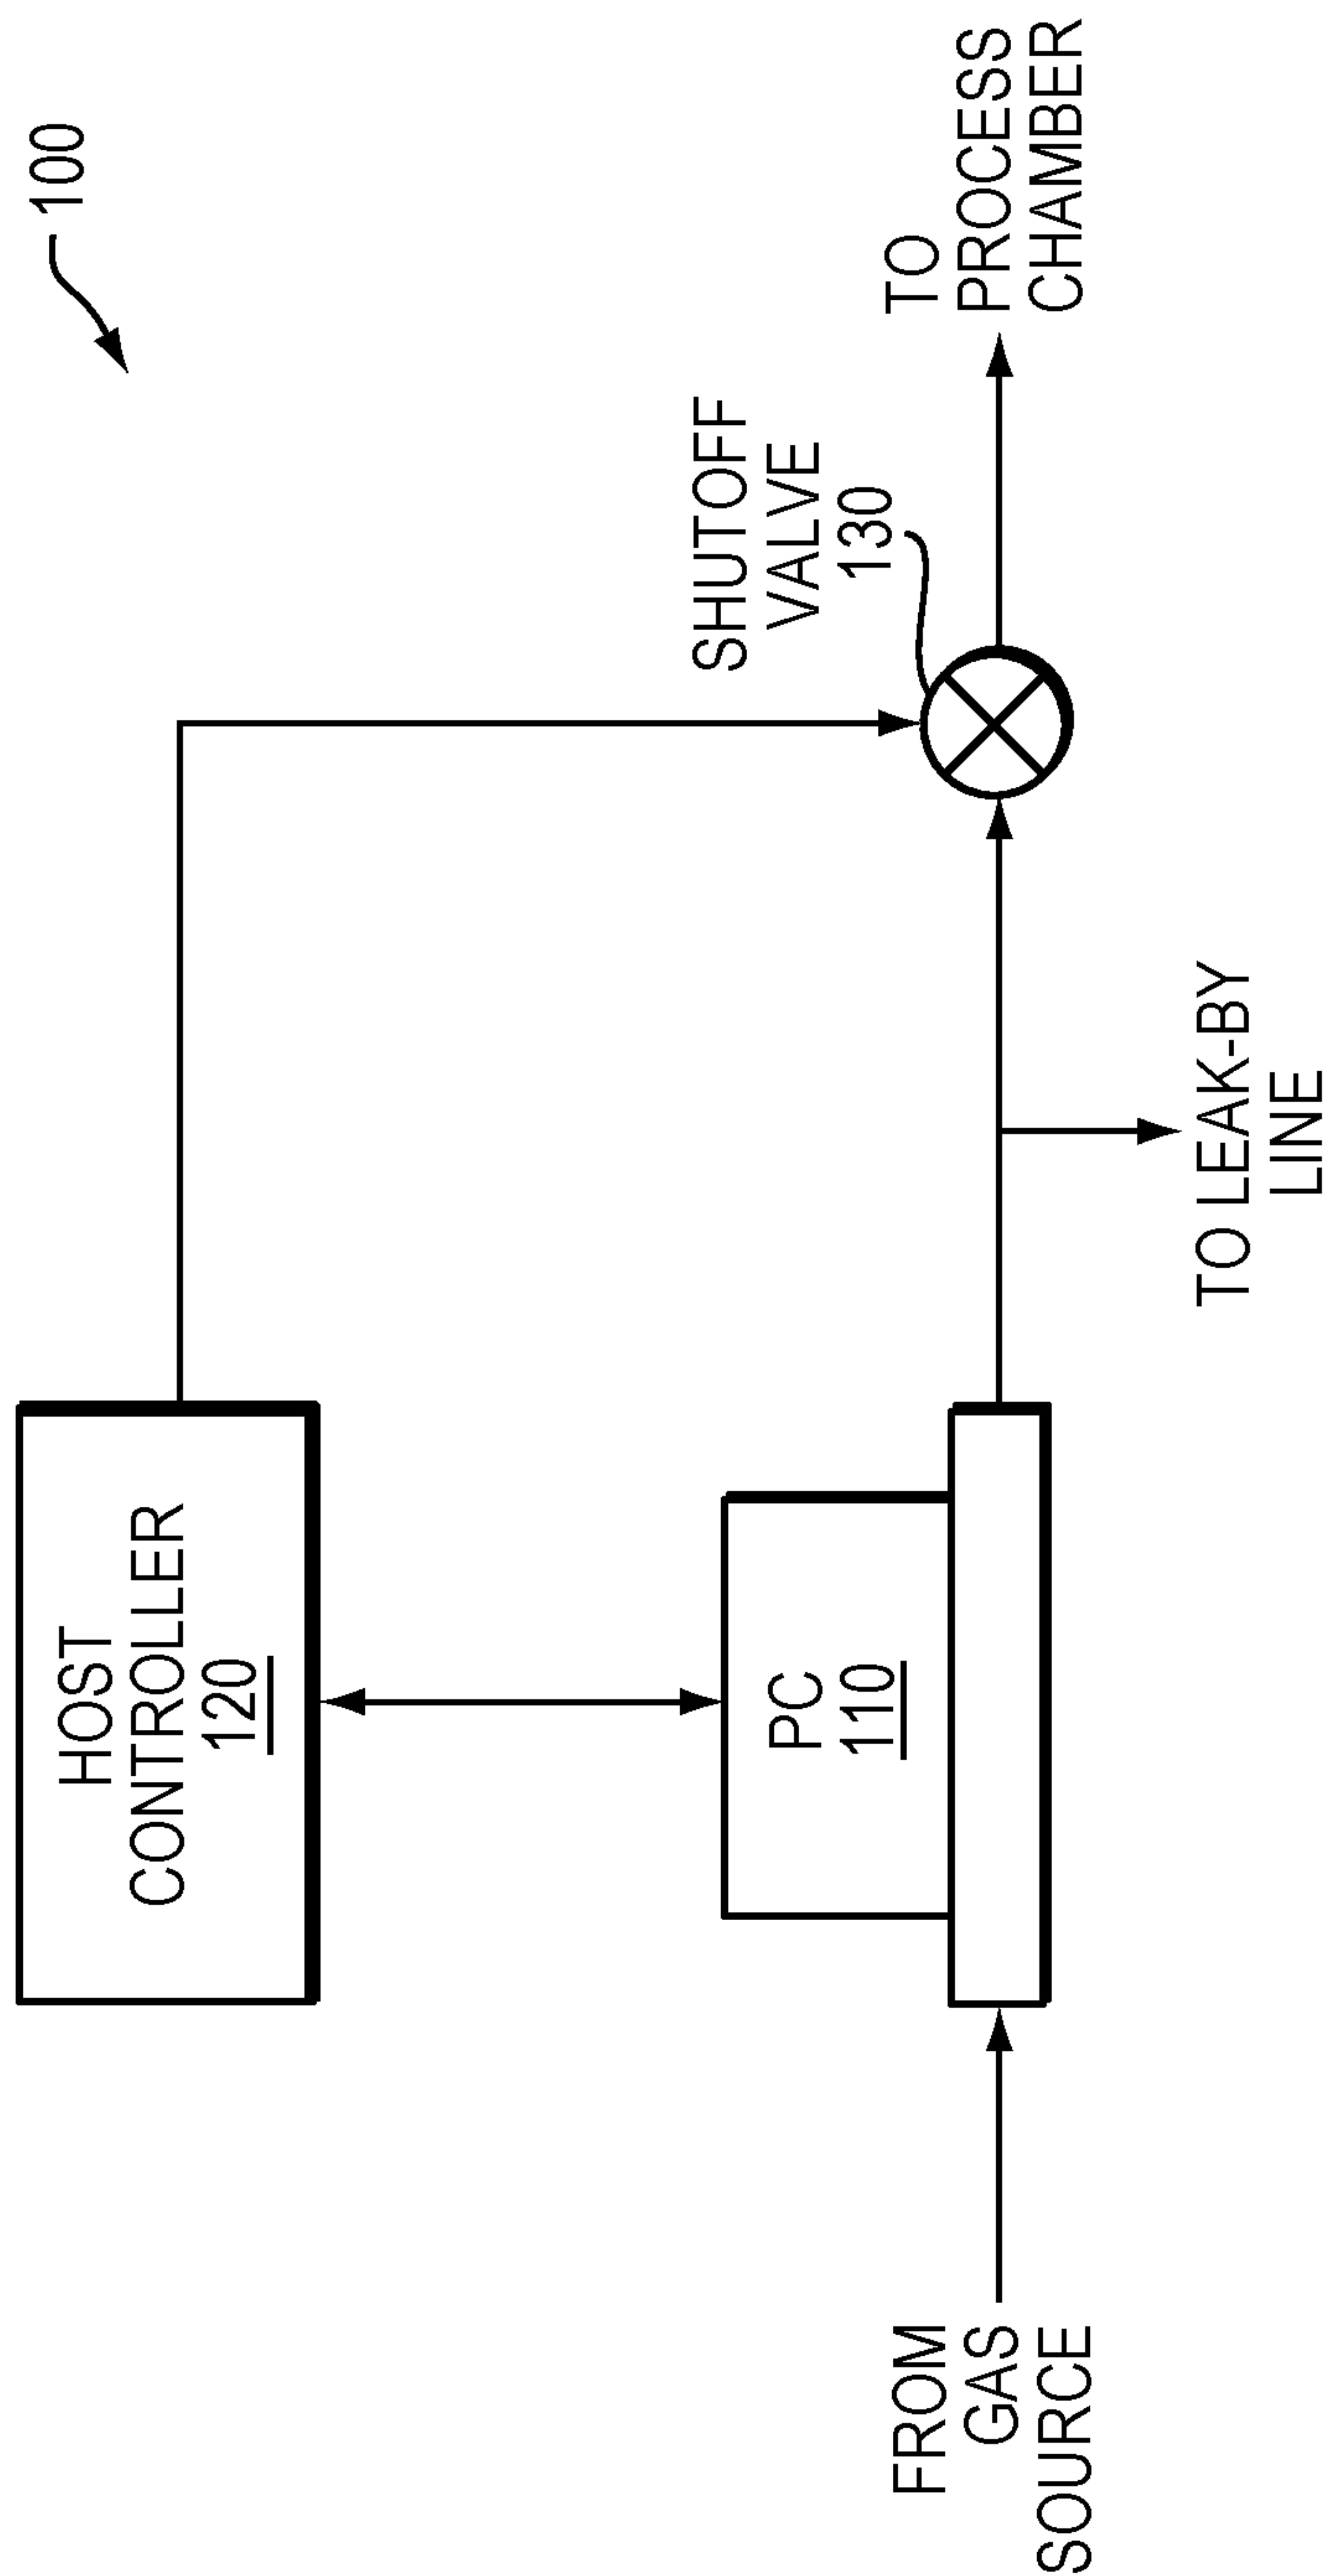 100
HOST
CONTROLLER
120
SHUTOFF
VALVE
130
PC
110
FROM
GAS
SOURCE
TO
PROCESS
CHAMBER
TO LEAK-BY
LINE